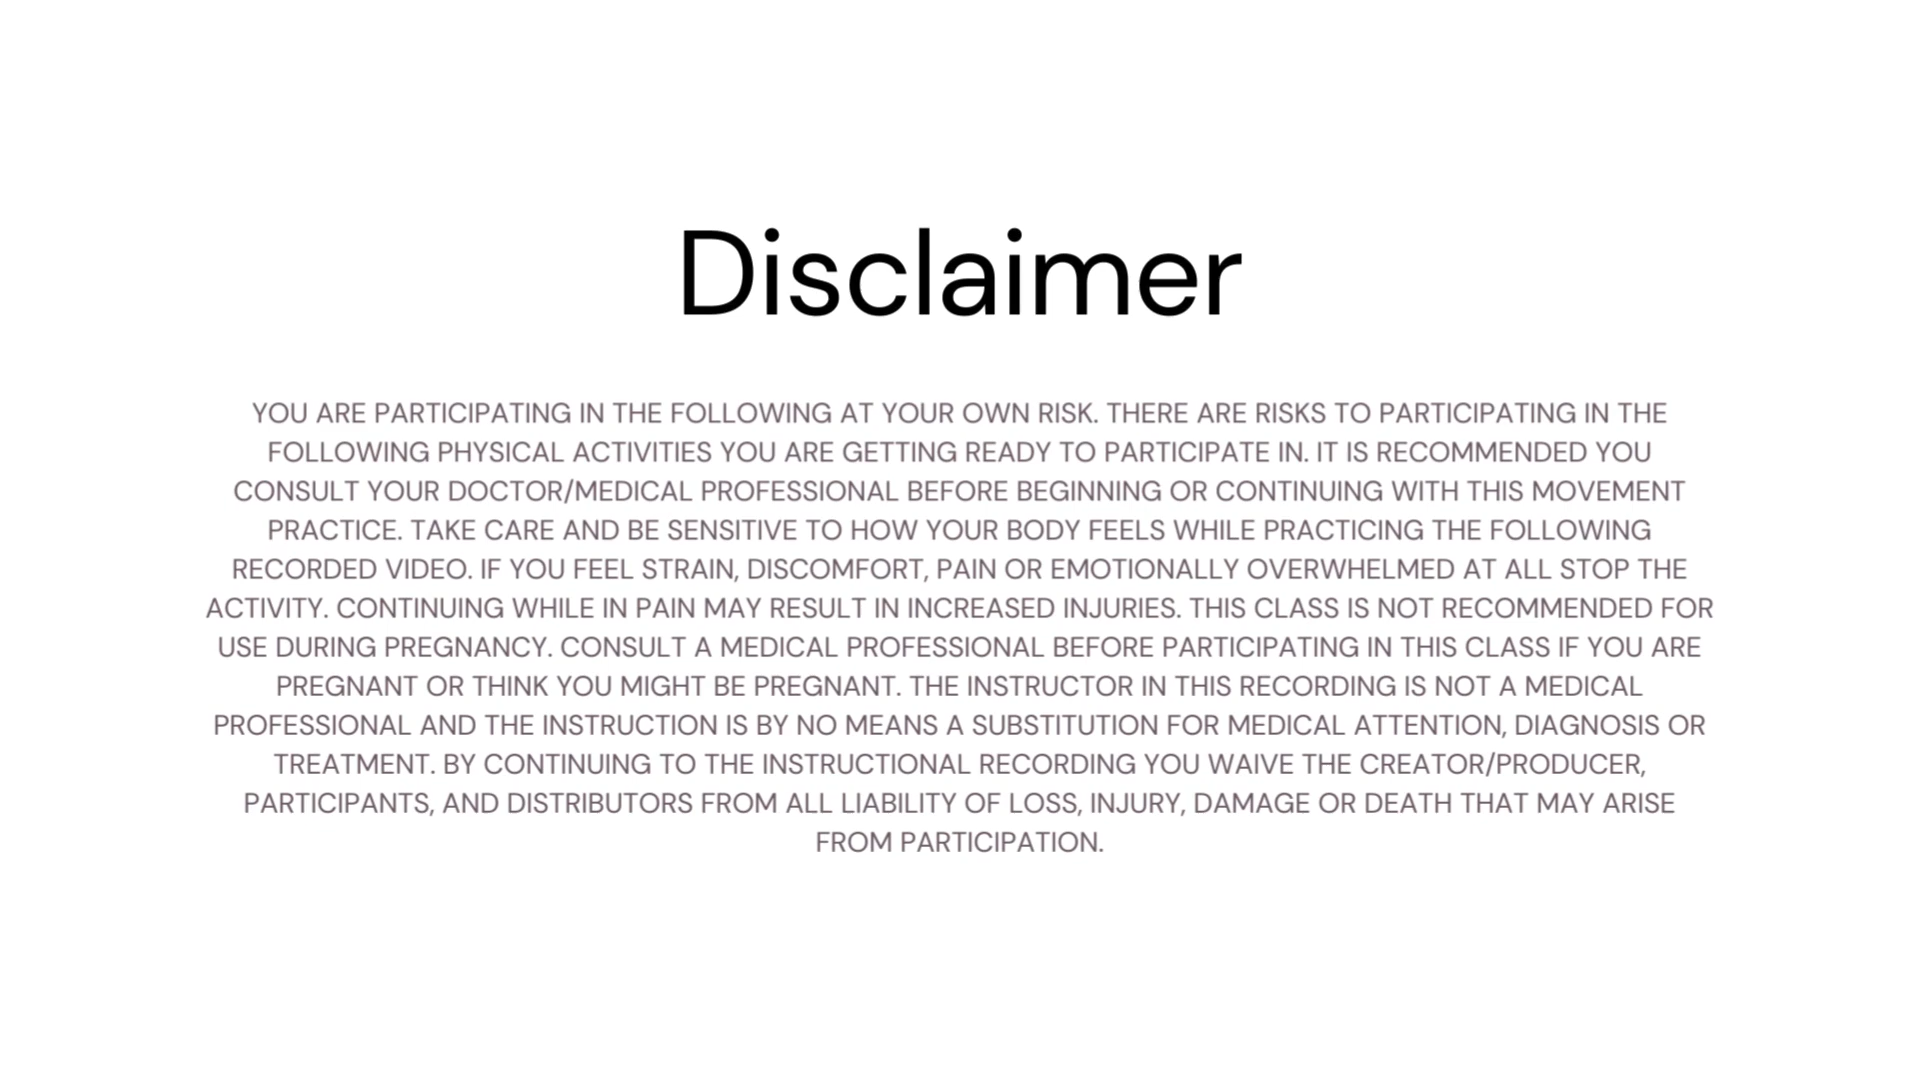 Disclaimer
YOU ARE PARTICIPATING IN THE FOLLOWING AT YOUR OWN RISK. THERE ARE RISKS TO PARTICIPATING IN THE
FOLLOWING PHYSICAL ACTIVITIES YOU ARE GETTING READY TO PARTICIPATE IN. IT IS RECOMMENDED YOU
CONSULT YOUR DOCTOR/MEDICAL PROFESSIONAL BEFORE BEGINNING OR CONTINUING WITH THIS MOVEMENT
PRACTICE. TAKE CARE AND BE SENSITIVE TO HOW YOUR BODY FEELS WHILE PRACTICING THE FOLLOWING
RECORDED VIDEO. IF YOU FEEL STRAIN, DISCOMFORT, PAIN OR EMOTIONALLY OVERWHELMED AT ALL STOP THE
ACTIVITY. CONTINUING WHILE IN PAIN MAY RESULT IN INCREASED INJURIES. THIS CLASS IS NOT RECOMMENDED FOR
USE DURING PREGNANCY. CONSULT A MEDICAL PROFESSIONAL BEFORE PARTICIPATING IN THIS CLASS IF YOU ARE
PREGNANT OR THINK YOU MIGHT BE PREGNANT. THE INSTRUCTOR IN THIS RECORDING IS NOT A MEDICAL
PROFESSIONAL AND THE INSTRUCTION IS BY NO MEANS A SUBSTITUTION FOR MEDICAL ATTENTION, DIAGNOSIS OR
TREATMENT. BY CONTINUING TO THE INSTRUCTIONAL RECORDING YOU WAIVE THE CREATOR/PRODUCER,
PARTICIPANTS, AND DISTRIBUTORS FROM ALL LIABILITY OF LOSS, INJURY, DAMAGE OR DEATH THAT MAY ARISE
FROM PARTICIPATION.